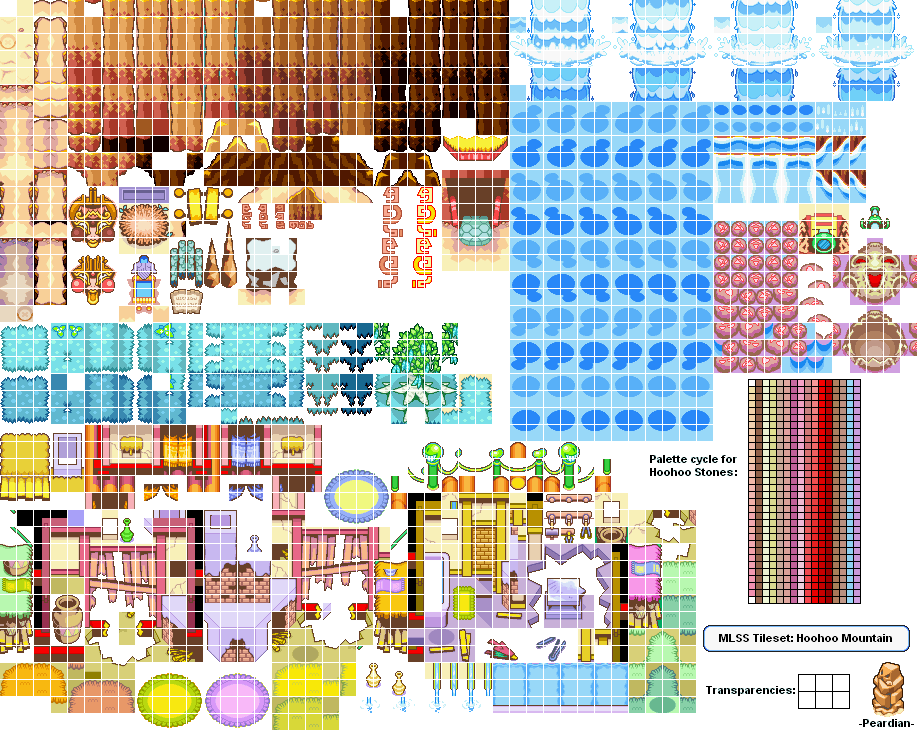 Palette cycle for
Hoohoo Stones:
MLSS Tileset: Hoohoo Mountain
Transparencies:
-Peardian-